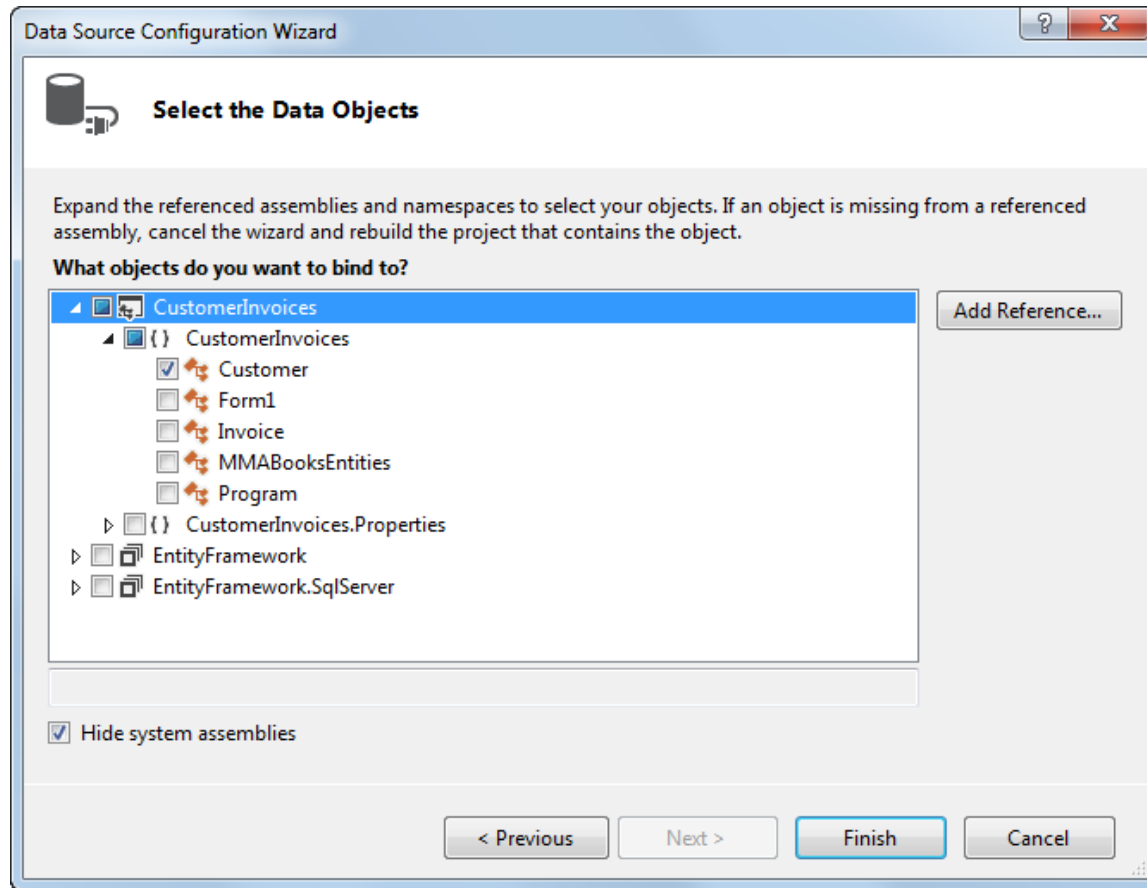 Data Source Configuration Wizard
Select the Data Objects
Expand the referenced assemblies and namespaces to select your objects. If an object is missing from a referenced
assembly, cancel the wizard and rebuild the project that contains the object.
What objects do you want to bind to?
CustomerInvoices
Add Reference...
{ } CustomerInvoices
Customer
Form1
Invoice
MMABooksEntities
Program
{ } CustomerInvoices.Properties
EntityFramework
EntityFramework.SqlServer
Hide system assemblies
< Previous
Next >
Finish
Cancel